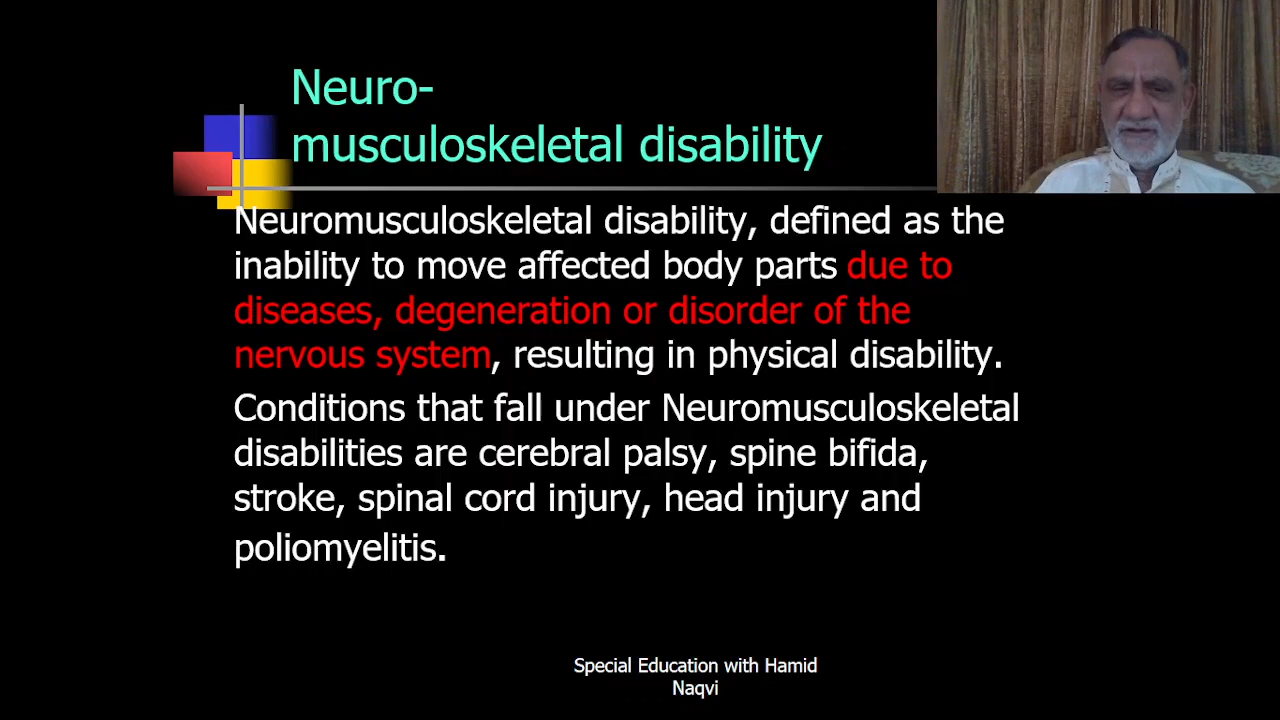 Neuro-
musculoskeletal disability
Neuromusculoskeletal disability, defined as the
inability to move affected body parts due to
diseases, degeneration or disorder of the
nervous system, resulting in physical disability.
Conditions that fall under Neuromusculoskeletal
disabilities are cerebral palsy, spine bifida,
stroke, spinal cord injury, head injury and
poliomyelitis.
Special Education with Hamid
Naqvi